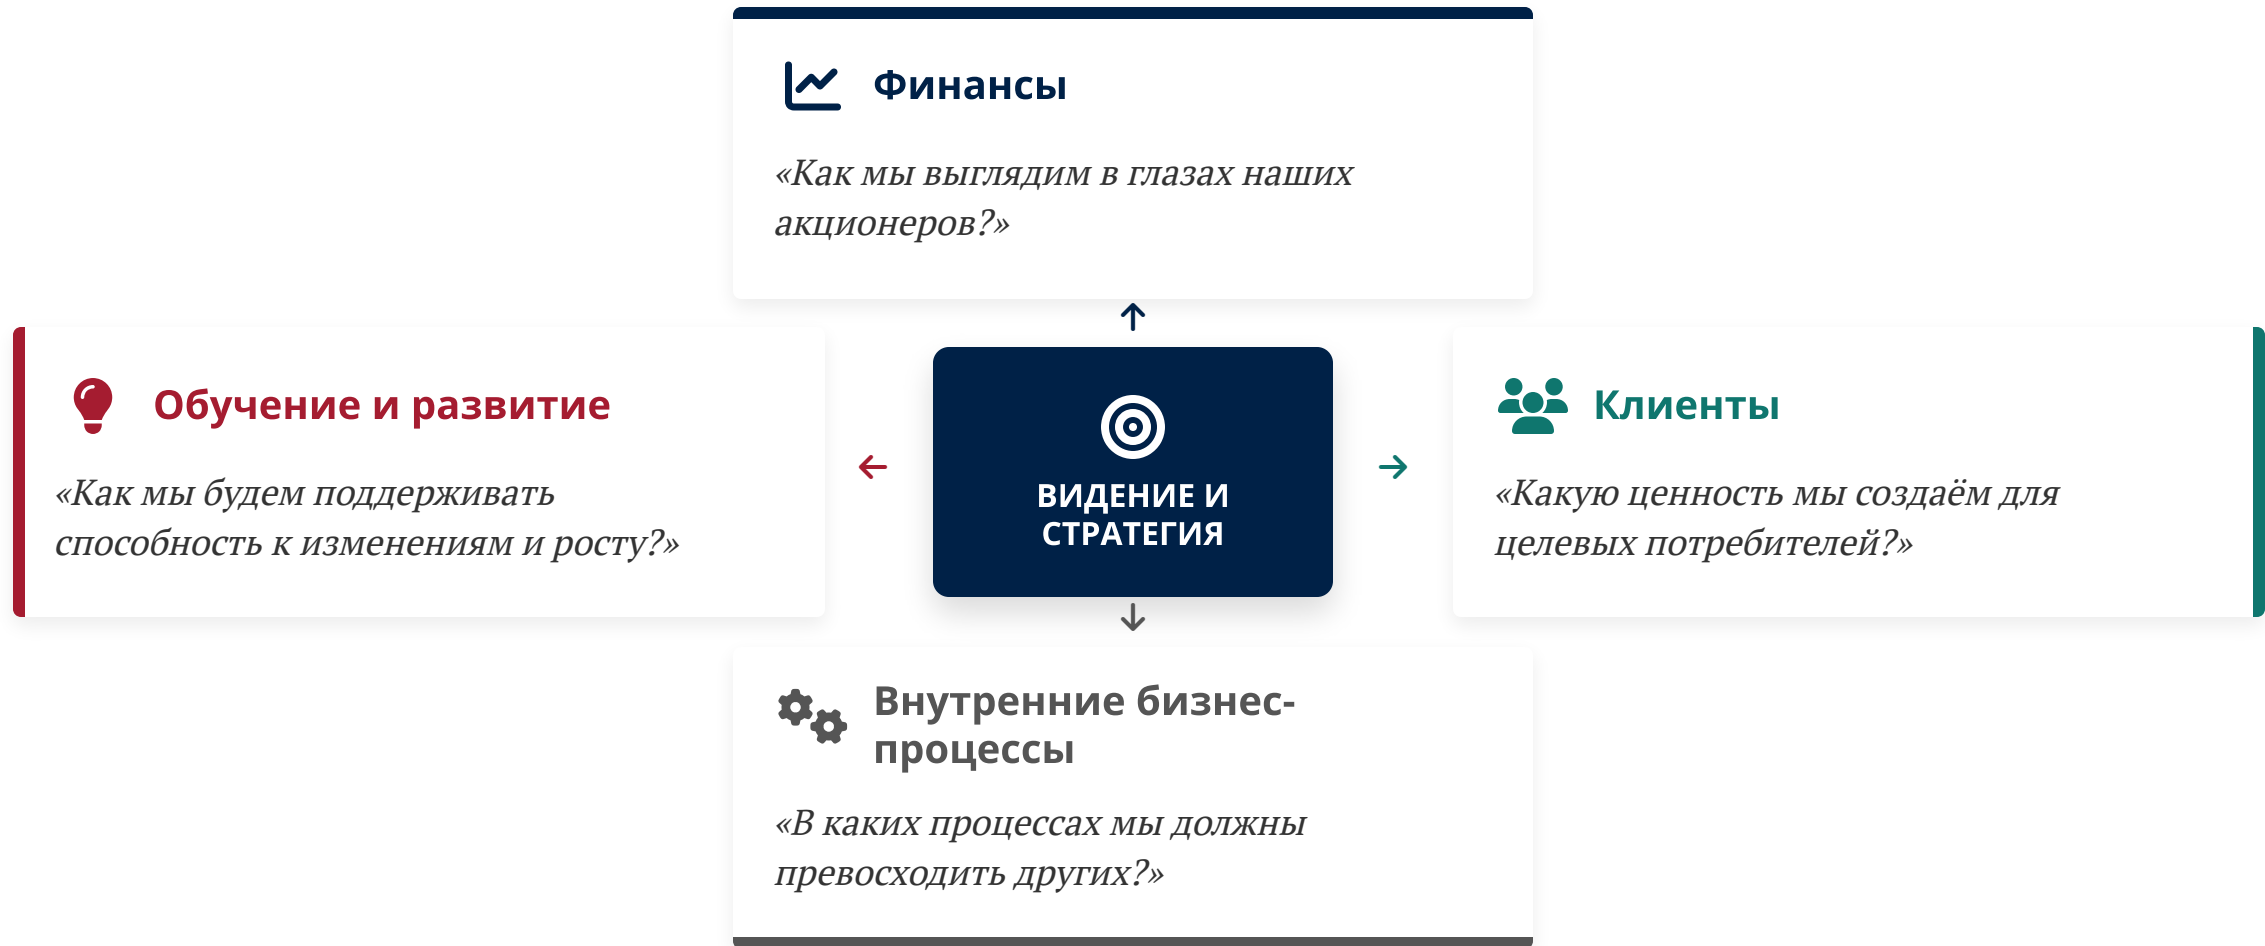 Финансы
«Как мы выглядим в глазах наших
акционеров?»
Обучение и развитие
«Как мы будем поддерживать
способность к изменениям и росту?»
ВИДЕНИЕ И
СТРАТЕГИЯ
Клиенты
«Какую ценность мы создаём для
целевых потребителей?»
Внутренние бизнес-
процессы
«В каких процессах мы должны
превосходить других?»